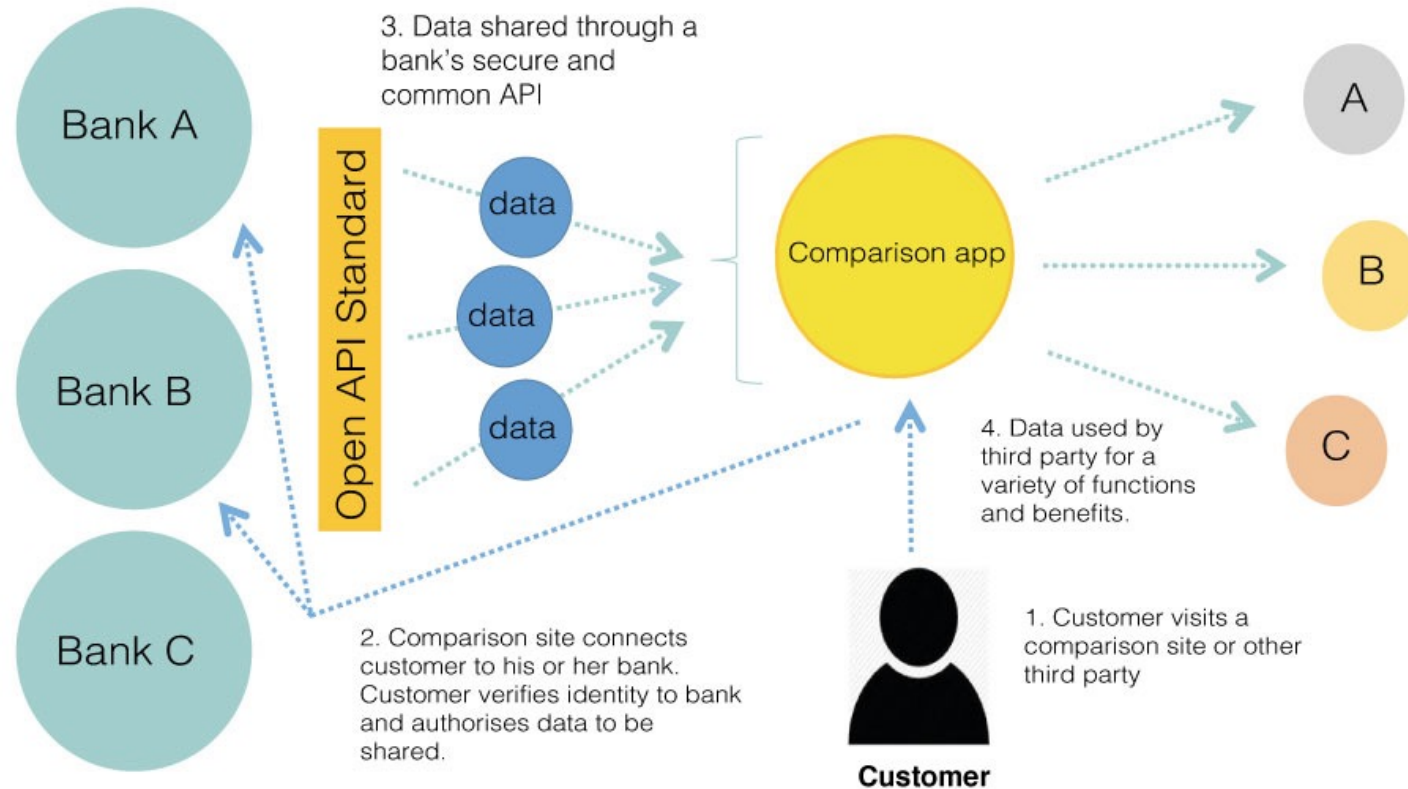 3. Data shared through a
bank's secure and
common API
Bank A
Bank B
Bank C
Open API Standard
data
data
data
Comparison app
A
B
C
4. Data used by
third party for a
variety of functions
and benefits.
2. Comparison site connects
customer to his or her bank.
Customer verifies identity to bank
and authorises data to be
shared.
1. Customer visits a
comparison site or other
third party
Customer